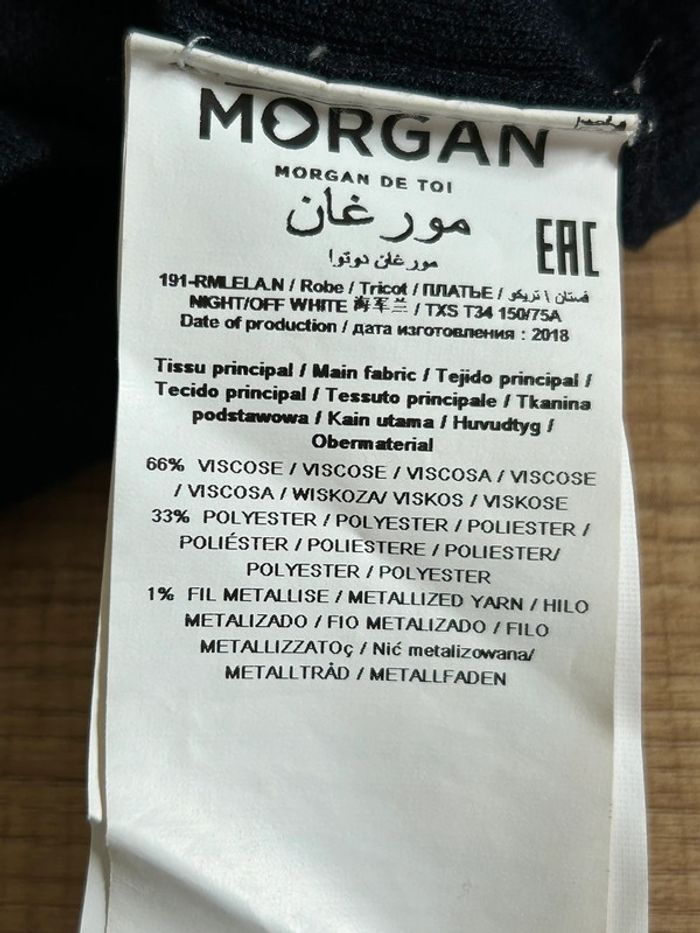 MORGAN
MORGAN DE TOI
مورغان
مورغان دوتوا
EAC
191-RMLELA.N / Robe / Tricot / ПЛАТЬЕ / فستان \ تريكو
NIGHT/OFF WHITE 海军兰 / TXS T34 150/75A
Date of production / дата изготовления : 2018
Tissu principal / Main fabric / Tejido principal /
Tecido principal / Tessuto principale / Tkanina
podstawowa / Kain utama / Huvudtyg /
Obermaterial
66% VISCOSE / VISCOSE / VISCOSA / VISCOSE
/ VISCOSA / WISKOZA/ VISKOS / VISKOSE
33% POLYESTER / POLYESTER / POLIESTER /
POLIÉSTER / POLIESTERE / POLIESTER/
POLYESTER / POLYESTER
1% FIL METALLISE / METALLIZED YARN / HILO
METALIZADO / FIO METALIZADO / FILO
METALLIZZATOç / Nić metalizowana/
METALLTRÅD / METALLFADEN